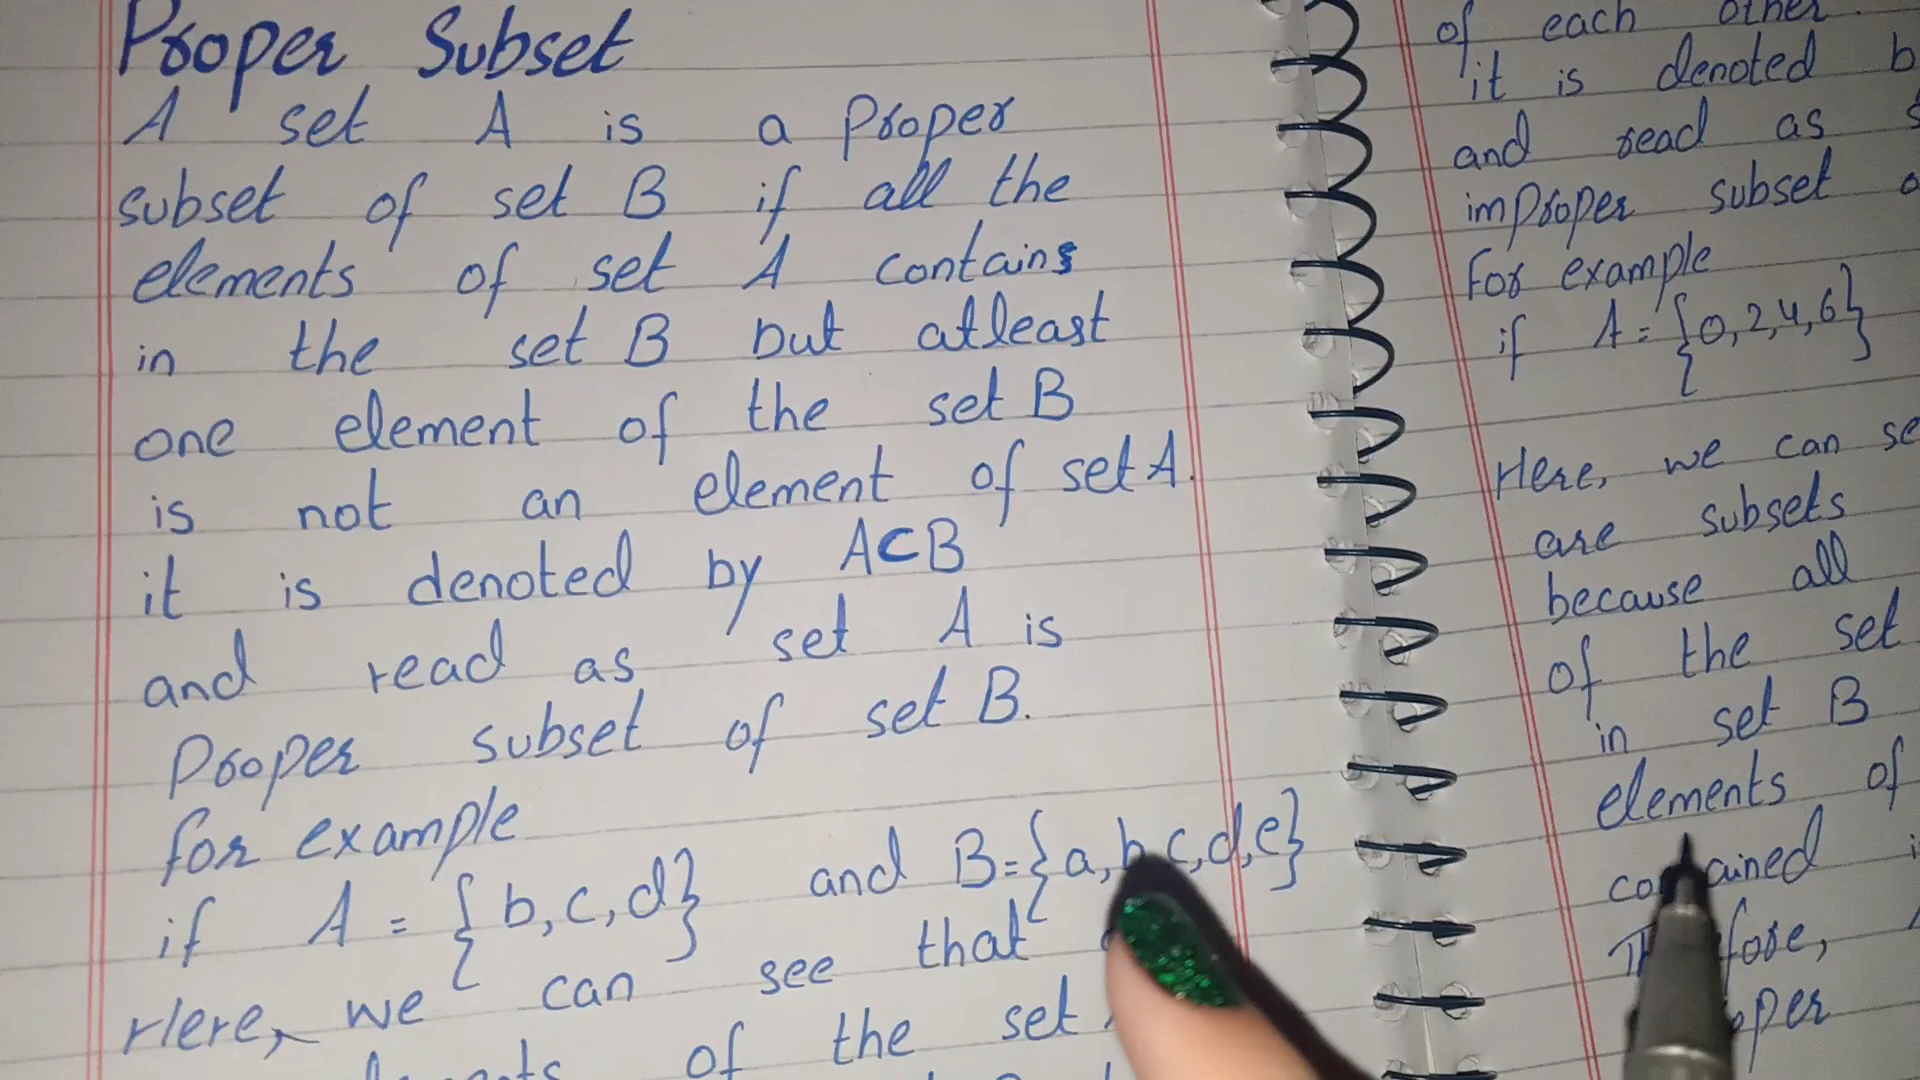 Proper Subset
A set A is a proper
subset of set B if all the
elements of set A contains
in the set B but atleast
one element of the set B
is not an element of set A.
it is denoted by A⊂B
and read as set A is
Proper subset of set B.
for example
if A = {b,c,d} and B={a,b,c,d,e}
Here, we can see that
of the set
of each other.
it is denoted b
and read as
improper subset
For example
if A = {0,2,4,6}
Here, we can se
are subsets
because all
of the set
in set B
elements of